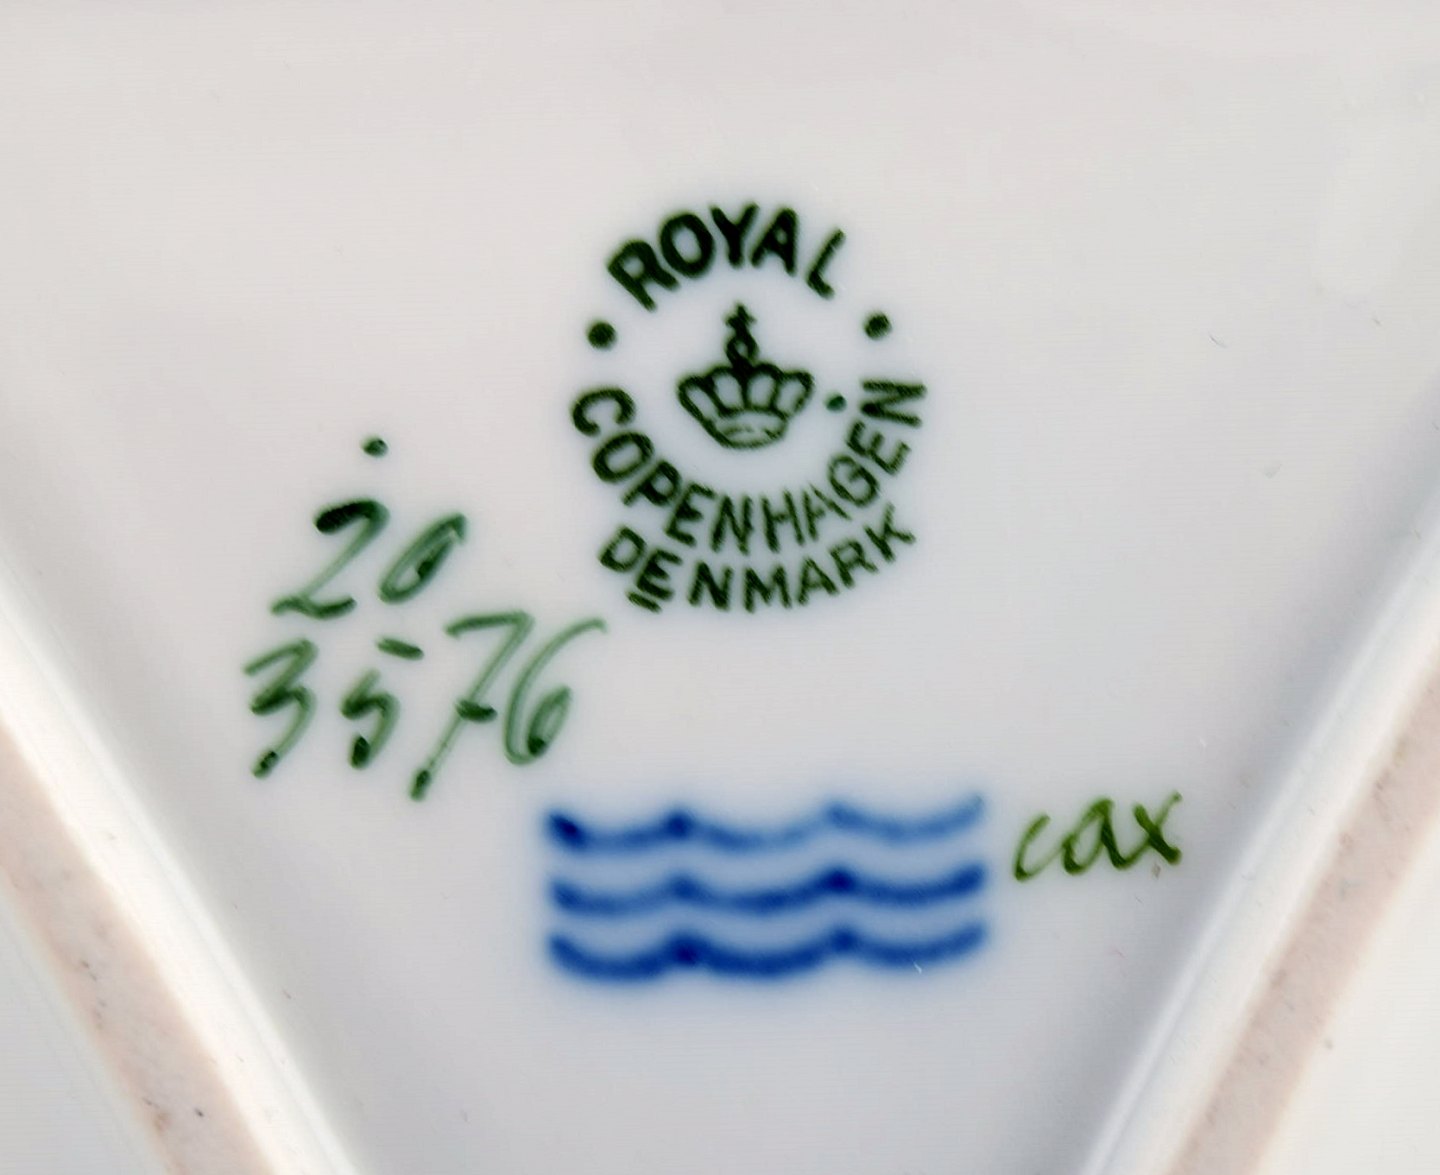 ROYAL
COPENHAGEN
DENMARK
20
3576
cax